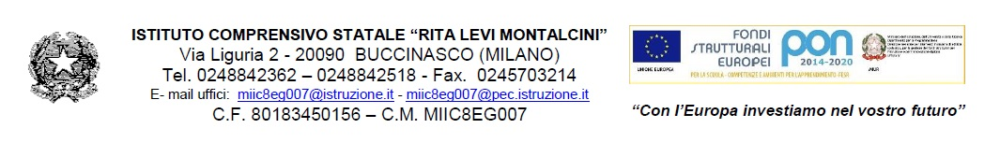 ISTITUTO COMPRENSIVO STATALE “RITA LEVI MONTALCINI”
Via Liguria 2 - 20090 BUCCINASCO (MILANO)
Tel. 0248842362 – 0248842518 - Fax. 0245703214
E- mail uffici: miic8eg007@istruzione.it - miic8eg007@pec.istruzione.it
C.F. 80183450156 – C.M. MIIC8EG007
UNIONE EUROPEA
FONDI
STRUTTURALI
EUROPEI
pon
2014-2020
PER LA SCUOLA - COMPETENZE E AMBIENTI PER L'APPRENDIMENTO-FESR
MIUR
“Con l’Europa investiamo nel vostro futuro”